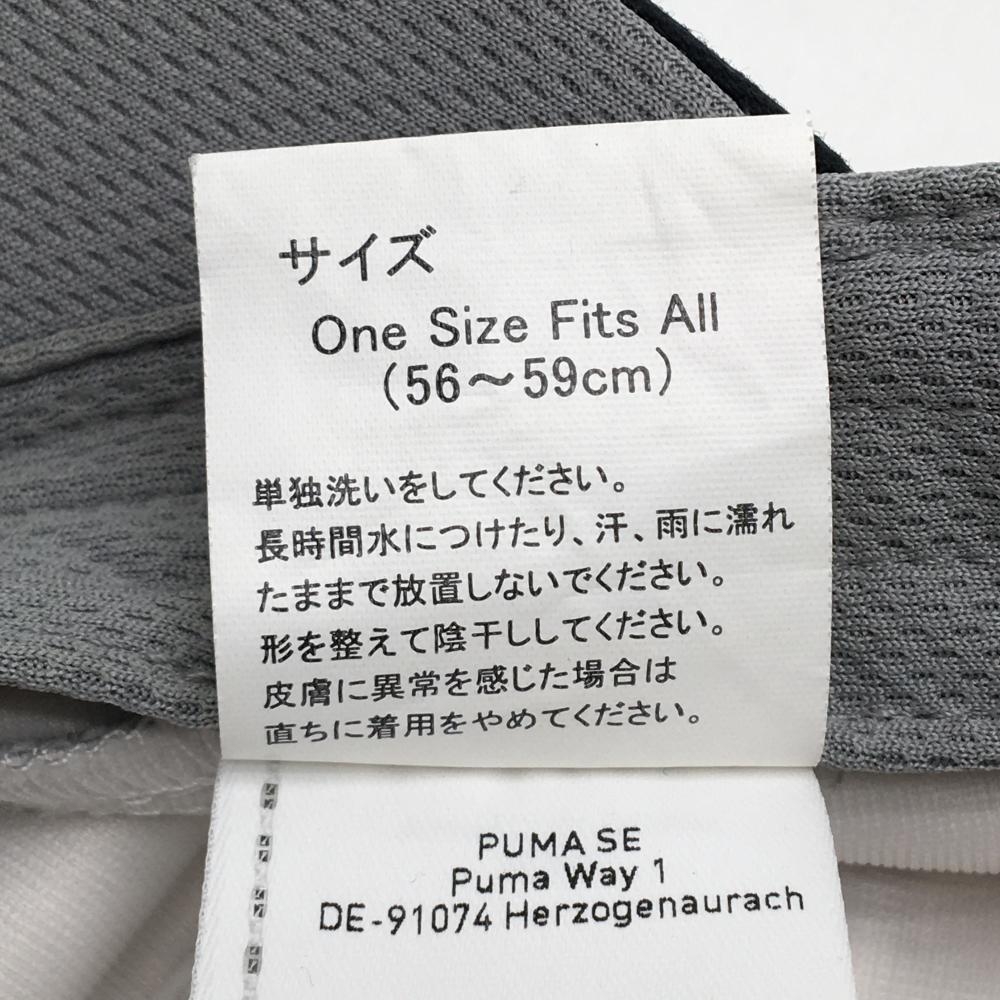 サイズ
One Size Fits All
(56～59cm)
単独洗いをしてください。
長時間水につけたり、汗、雨に濡れ
たままで放置しないでください。
形を整えて陰干ししてください。
皮膚に異常を感じた場合は
直ちに着用をやめてください。
PUMA SE
Puma Way 1
DE-91074 Herzogenaurach